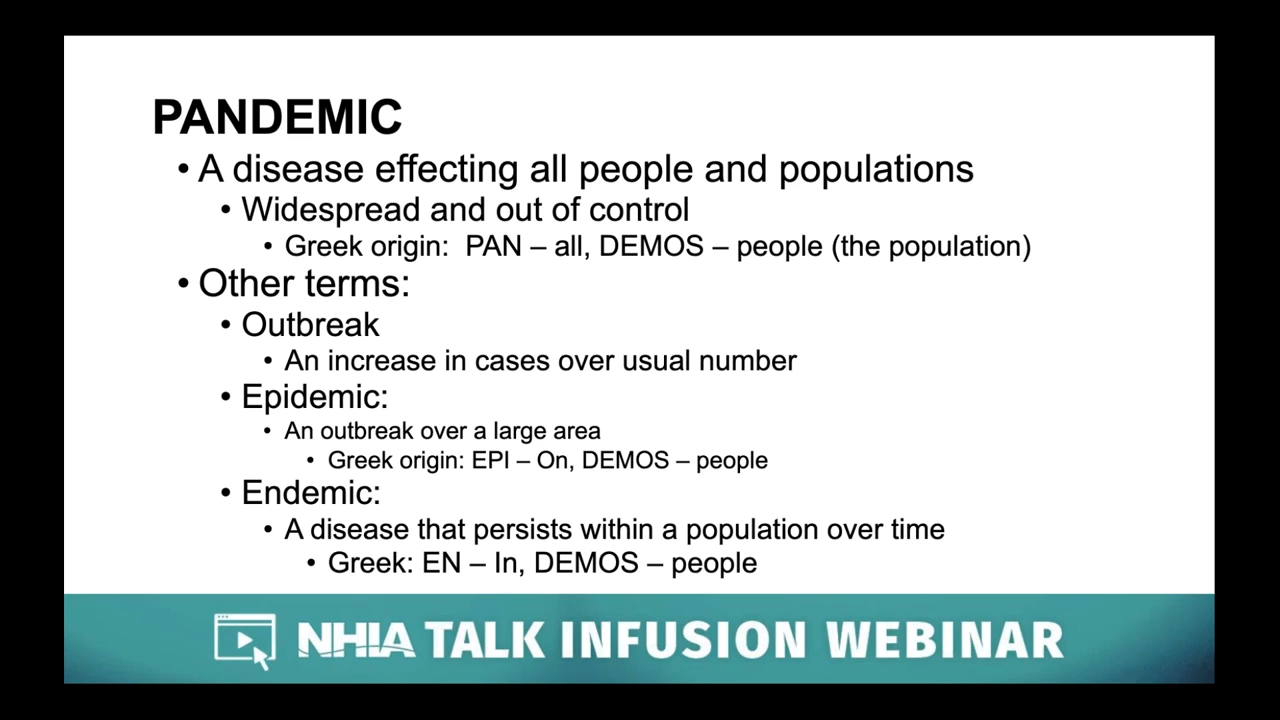 PANDEMIC
• A disease effecting all people and populations
• Widespread and out of control
• Greek origin:  PAN – all, DEMOS – people (the population)
• Other terms:
• Outbreak
• An increase in cases over usual number
• Epidemic:
• An outbreak over a large area
• Greek origin: EPI – On, DEMOS – people
• Endemic:
• A disease that persists within a population over time
• Greek: EN – In, DEMOS – people
NHIA TALK INFUSION WEBINAR